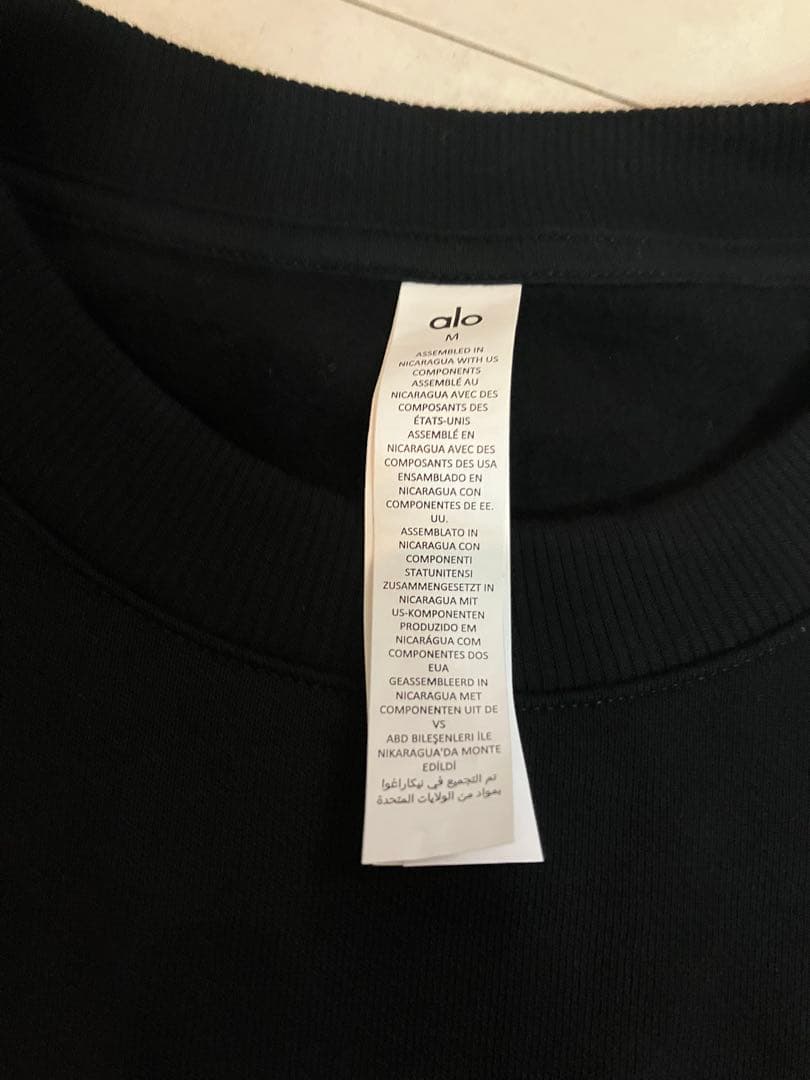 alo
M
ASSEMBLED IN
NICARAGUA WITH US
COMPONENTS
ASSEMBLÉ AU
NICARAGUA AVEC DES
COMPOSANTS DES
ÉTATS-UNIS
ASSEMBLÉ EN
NICARAGUA AVEC DES
COMPOSANTS DES USA
ENSAMBLADO EN
NICARAGUA CON
COMPONENTES DE EE.
UU.
ASSEMBLATO IN
NICARAGUA CON
COMPONENTI
STATUNITENSI
ZUSAMMENGESETZT IN
NICARAGUA MIT
US-KOMPONENTEN
PRODUZIDO EM
NICARÁGUA COM
COMPONENTES DOS
EUA
GEASSEMBLEERD IN
NICARAGUA MET
COMPONENTEN UIT DE
VS
ABD BILEŞENLERI İLE
NIKARAGUA'DA MONTE
EDİLDİ
تم التجميع في نيكاراغوا
بمواد من الولايات المتحدة